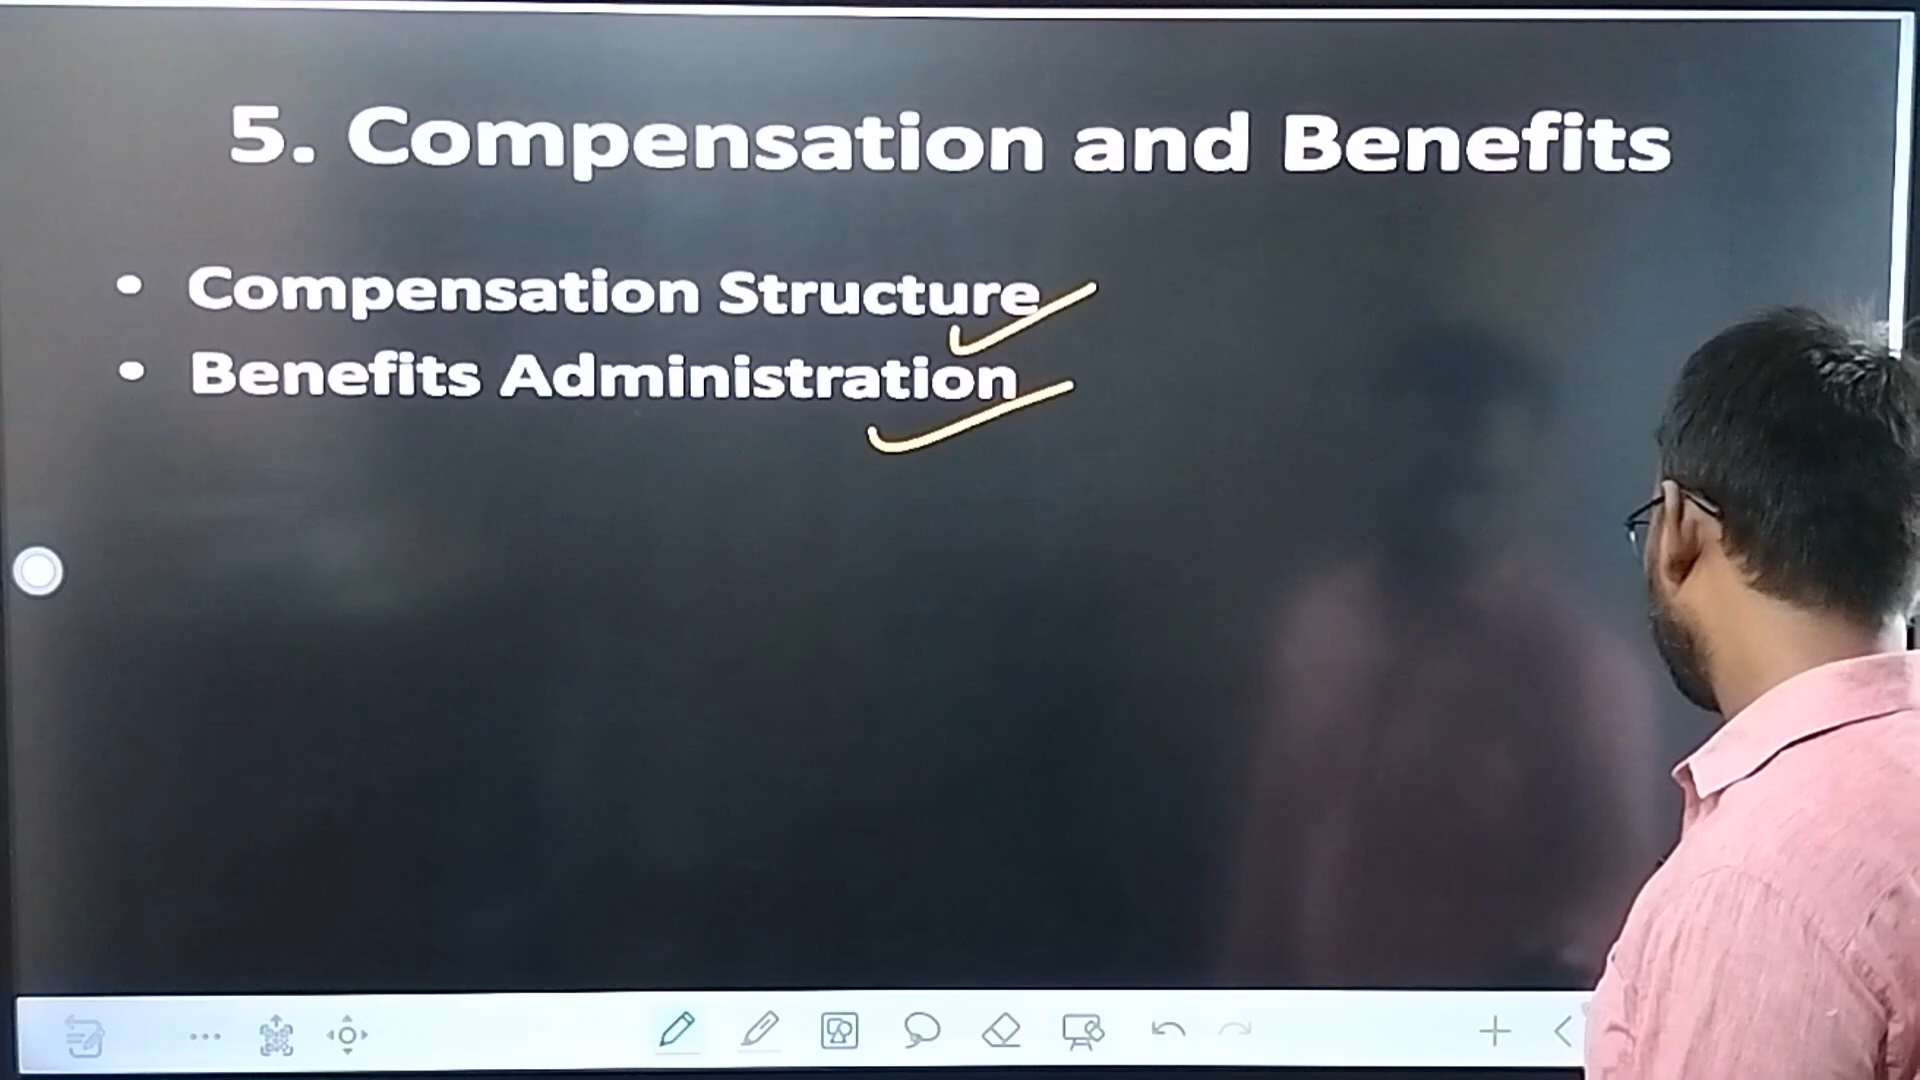 5. Compensation and Benefits
• Compensation Structure
• Benefits Administration